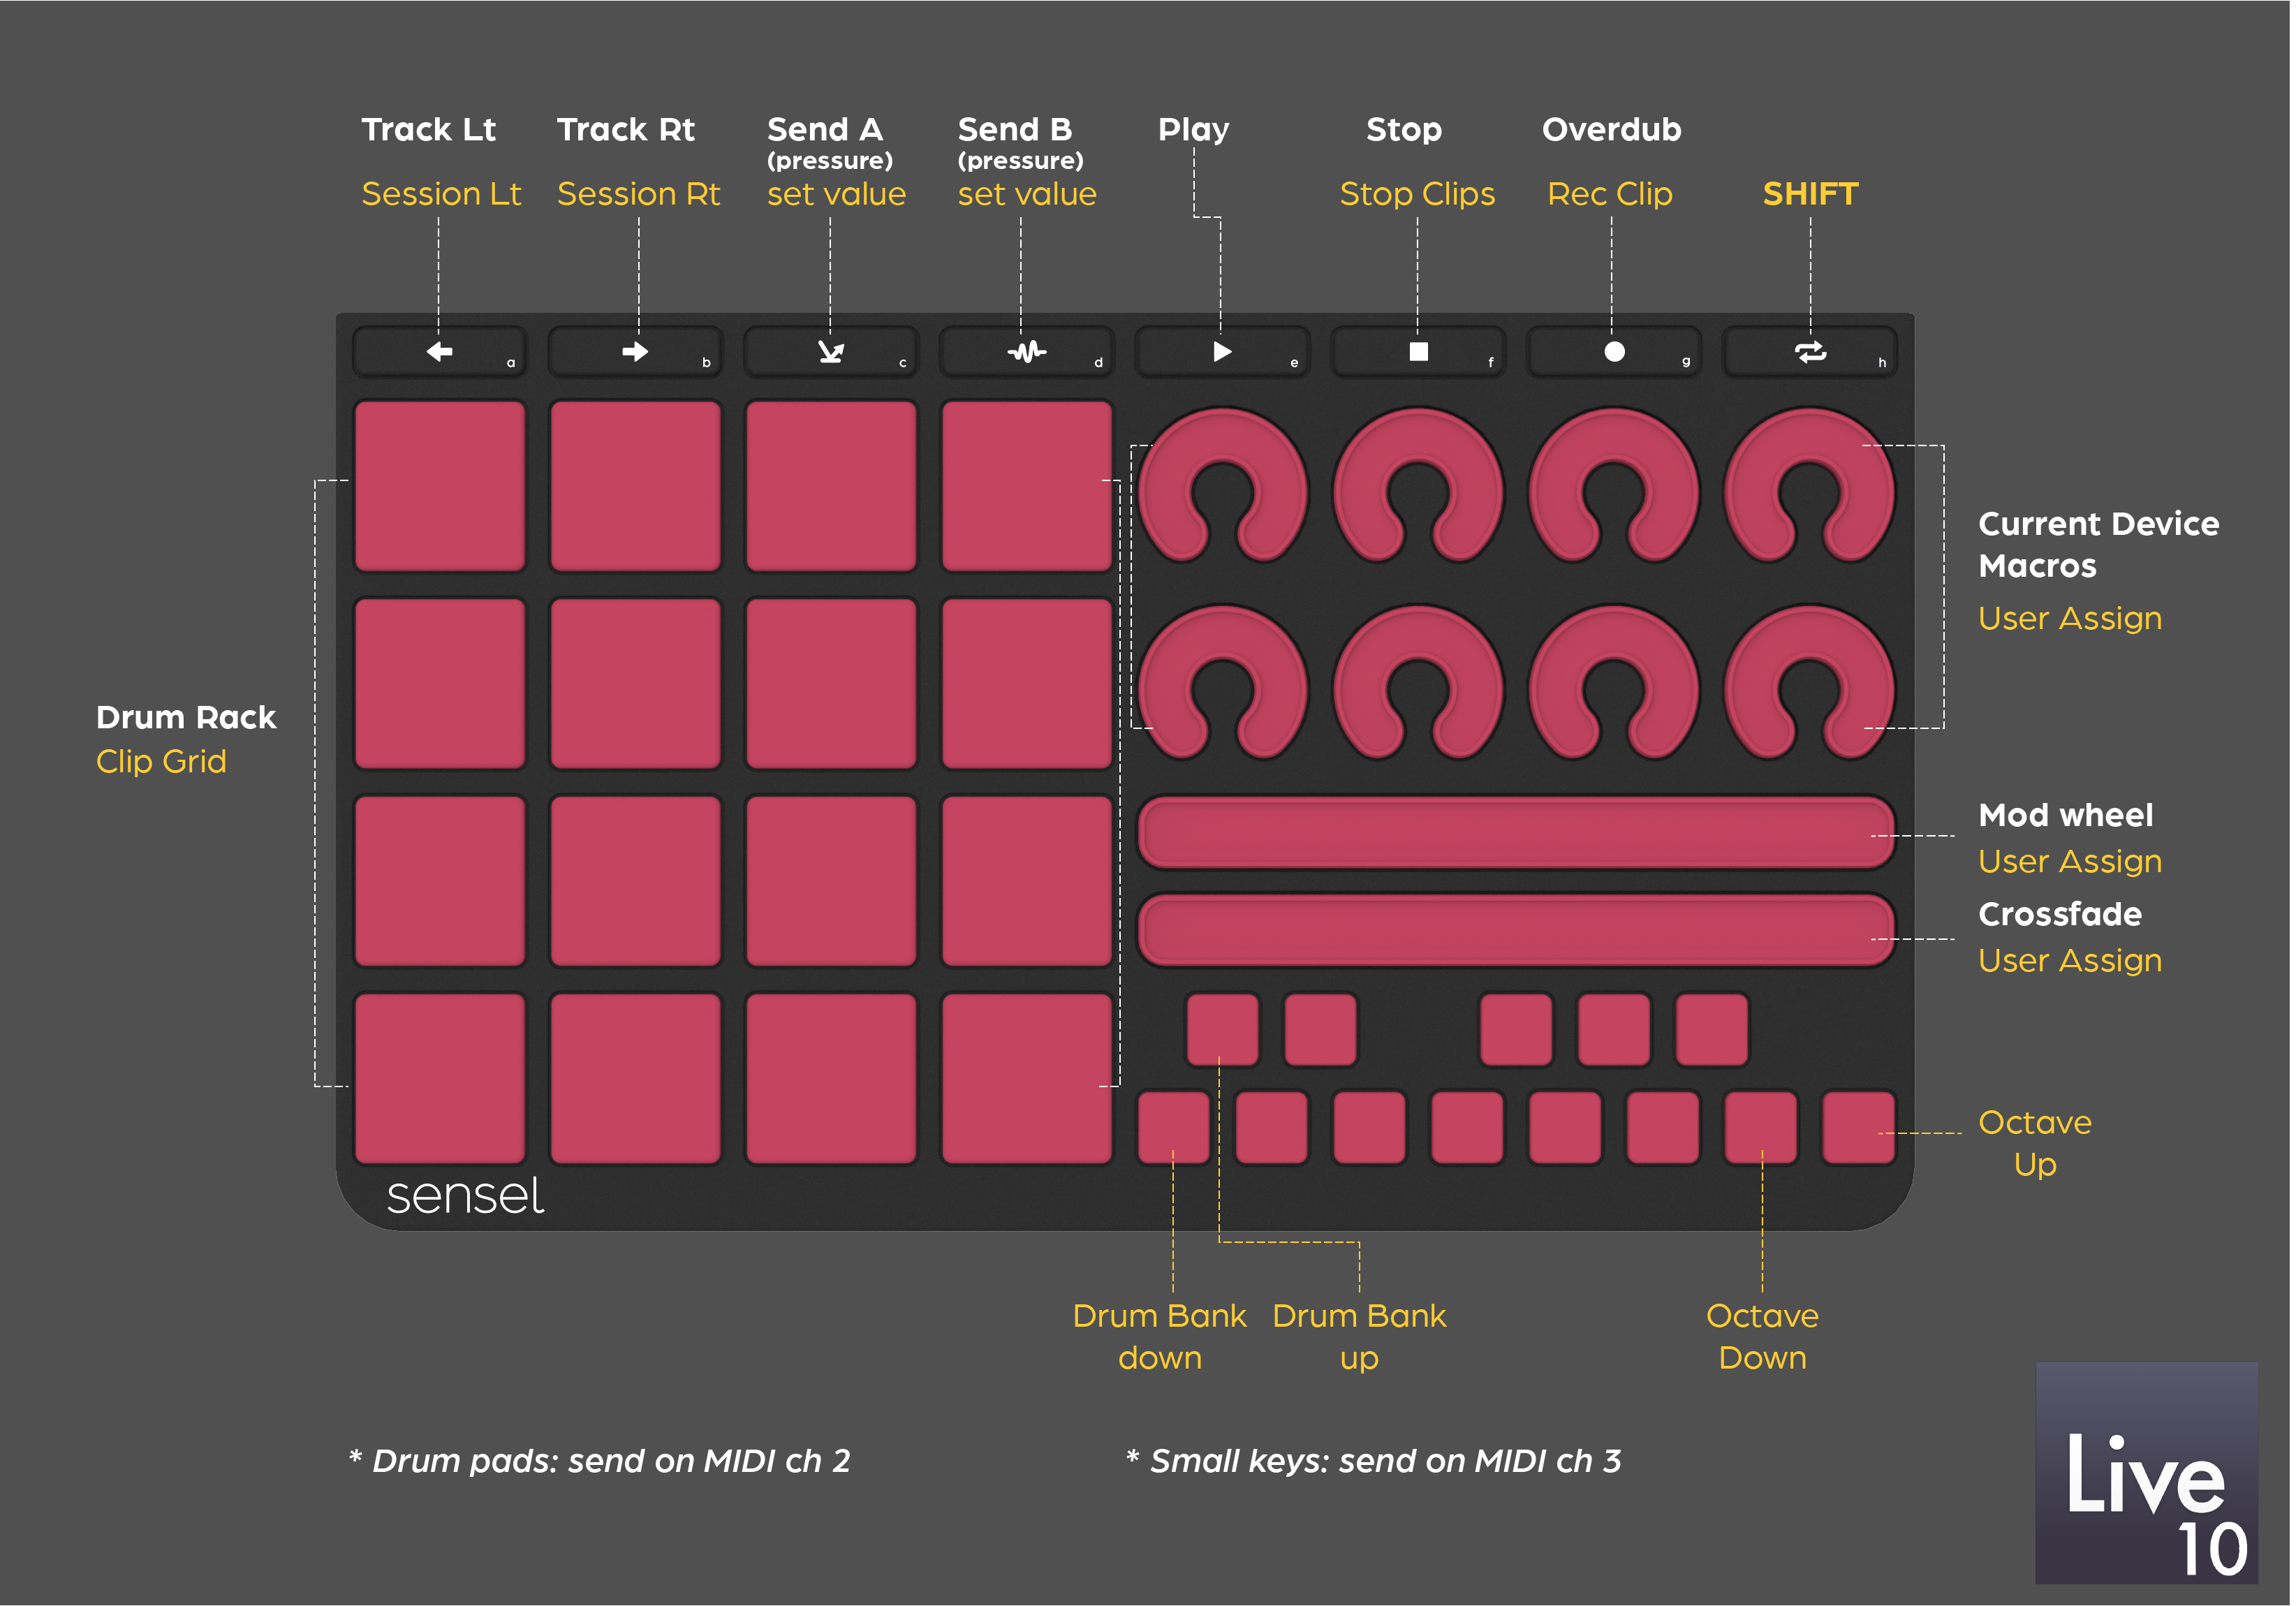 Track Lt
Session Lt
Track Rt
Session Rt
Send A
(pressure)
set value
Send B
(pressure)
set value
Play
Stop
Stop Clips
Overdub
Rec Clip
SHIFT
a
b
c
d
e
f
g
h
Drum Rack
Clip Grid
Current Device
Macros
User Assign
Mod wheel
User Assign
Crossfade
User Assign
Octave
Up
sensel
Drum Bank
down
Drum Bank
up
Octave
Down
* Drum pads: send on MIDI ch 2
* Small keys: send on MIDI ch 3
Live
10